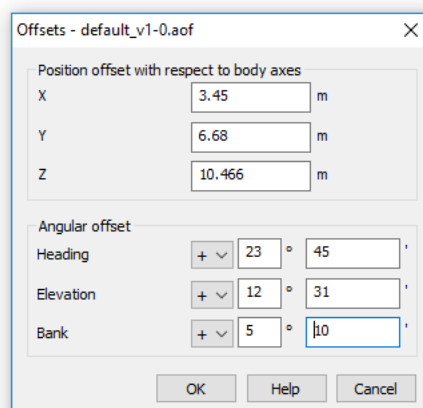 Offsets - default_v1-0.aof
Position offset with respect to body axes
X 3.45 m
Y 6.68 m
Z 10.466 m
Angular offset
Heading + 23 ° 45 '
Elevation + 12 ° 31 '
Bank + 5 ° 10 '
OK Help Cancel